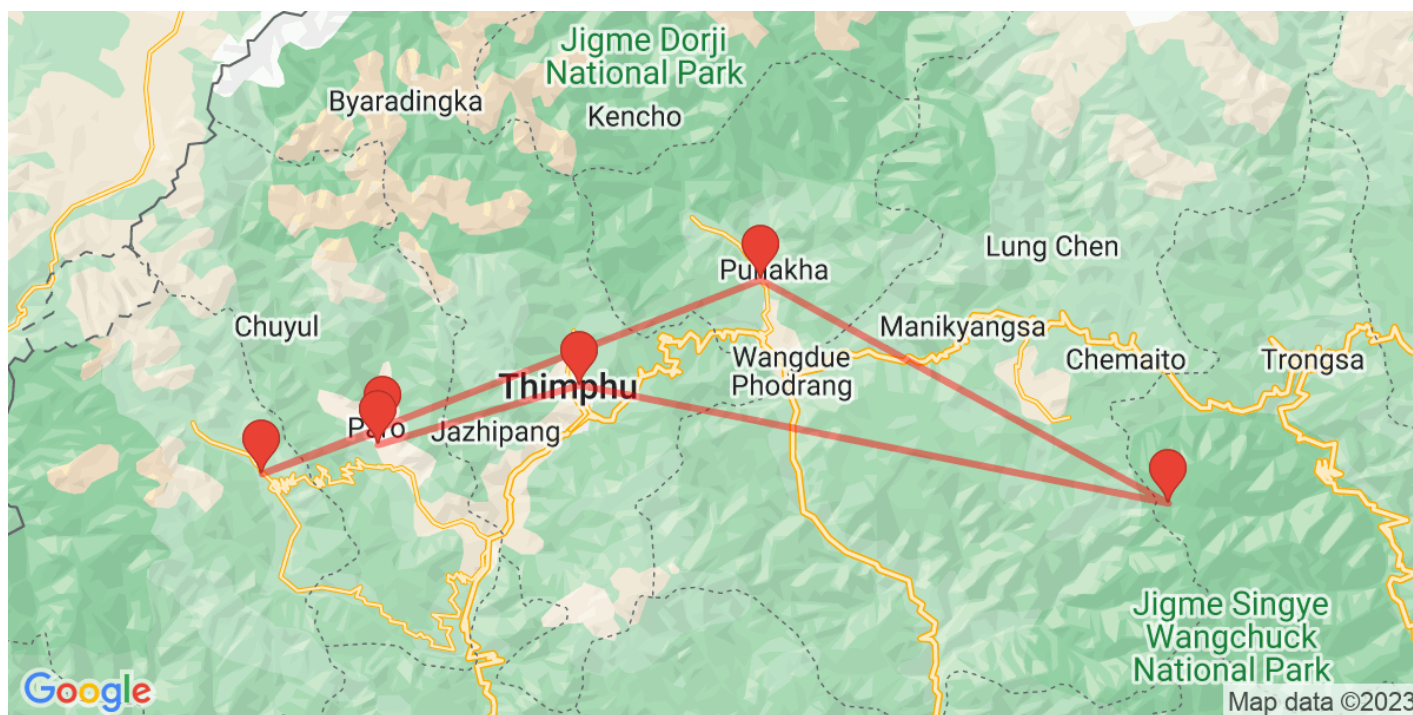 Jigme Dorji
National Park
Byaradingka
Kencho
Lung Chen
Punakha
Chuyul
Manikyangsa
Wangdue
Phodrang
Chemaito
Trongsa
Thimphu
Paro
Jazhipang
Jigme Singye
Wangchuck
National Park
Google
Map data ©2023